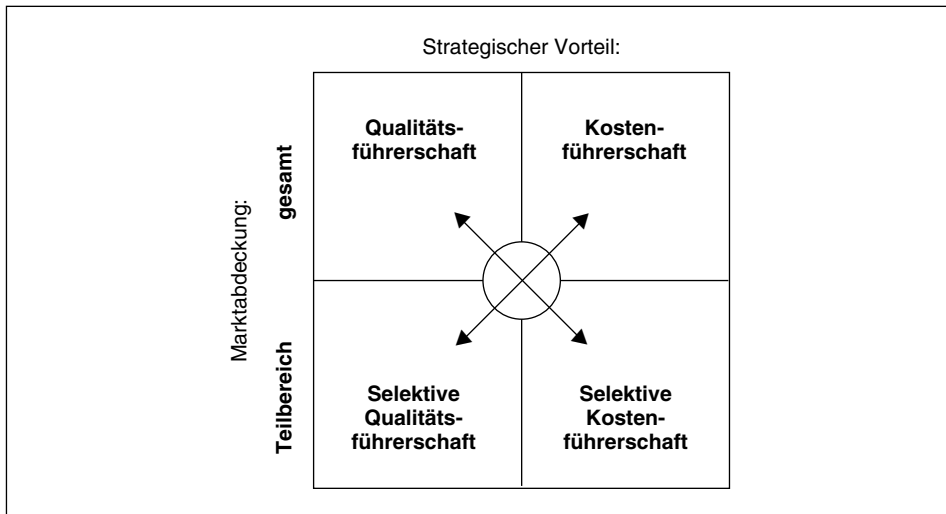 Strategischer Vorteil:
Marktabdeckung:
gesamt
Qualitäts-
führerschaft
Kosten-
führerschaft
Teilbereich
Selektive
Qualitäts-
führerschaft
Selektive
Kosten-
führerschaft